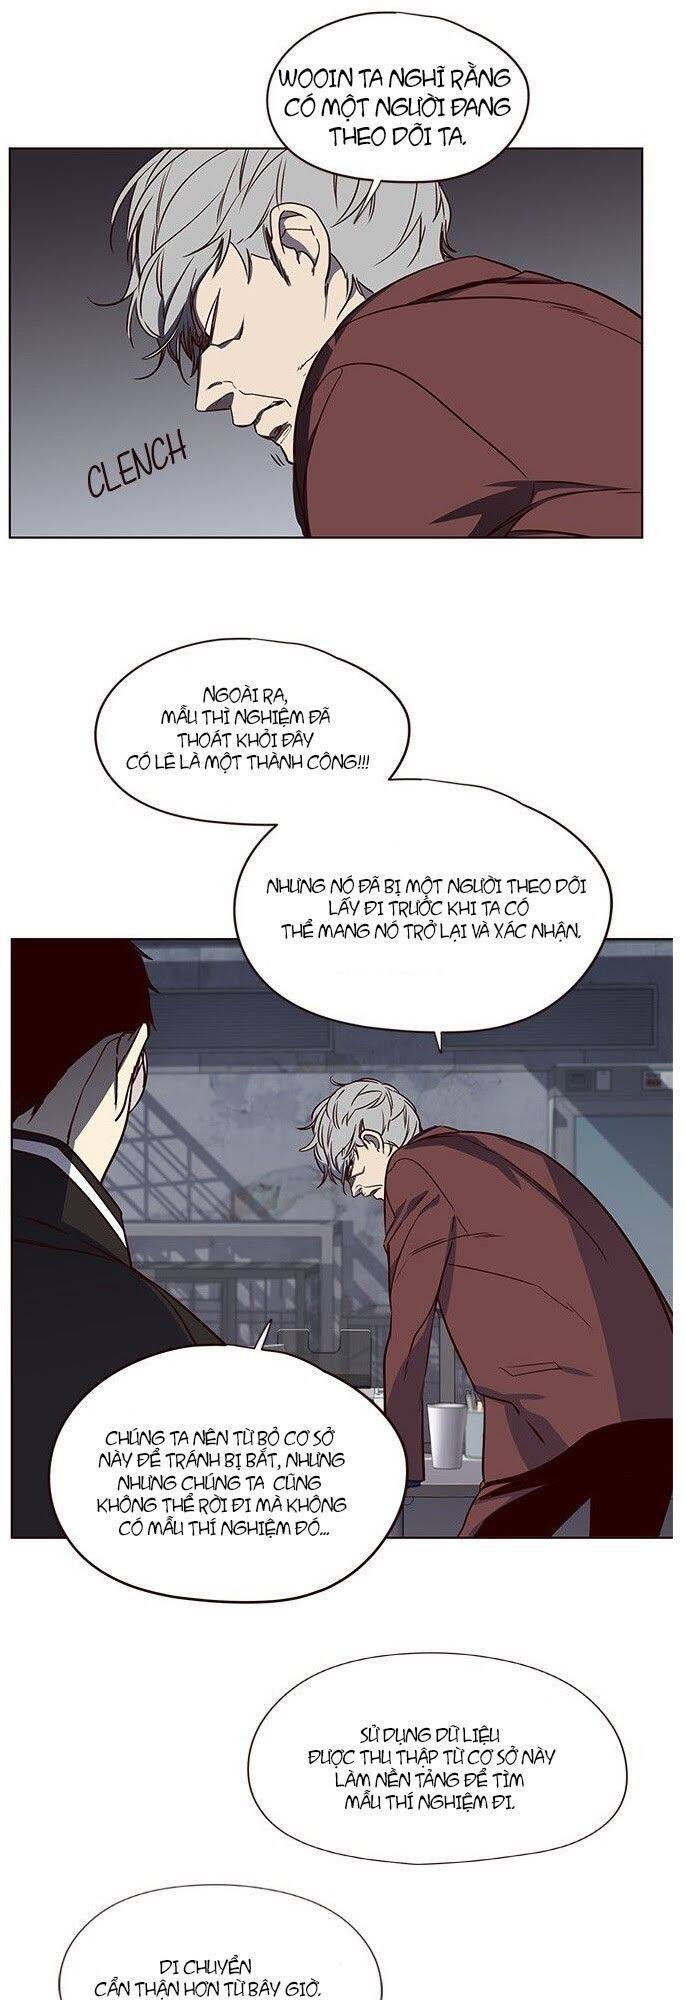 WOOIN TA NGHĨ RẰNG
CÓ MỘT NGƯỜI ĐANG
THEO DÕI TA.
CLENCH
NGOÀI RA,
MẪU THÌ NGHIỆM ĐÃ
THOÁT KHỎI ĐÂY
CÓ LẼ LÀ MỘT THÀNH CÔNG!!!
NHƯNG NÓ ĐÃ BỊ MỘT NGƯỜI THEO DÕI
LẤY ĐI TRƯỚC KHI TA CÓ
THỂ MANG NÓ TRỞ LẠI VÀ XÁC NHẬN.
CHÚNG TA NÊN TỪ BỎ CƠ SỞ
NÀY ĐỂ TRÁNH BỊ BẮT, NHƯNG
NHƯNG CHÚNG TA CŨNG
KHÔNG THỂ RỜI ĐI MÀ KHÔNG
CÓ MẪU THÍ NGHIỆM ĐÓ...
SỬ DỤNG DỮ LIỆU
ĐƯỢC THU THẬP TỪ CƠ SỞ NÀY
LÀM NỀN TẢNG ĐỂ TÌM
MẪU THÍ NGHIỆM ĐI.
DI CHUYỂN
CẨN THẬN HƠN TỪ BÂY GIỜ.